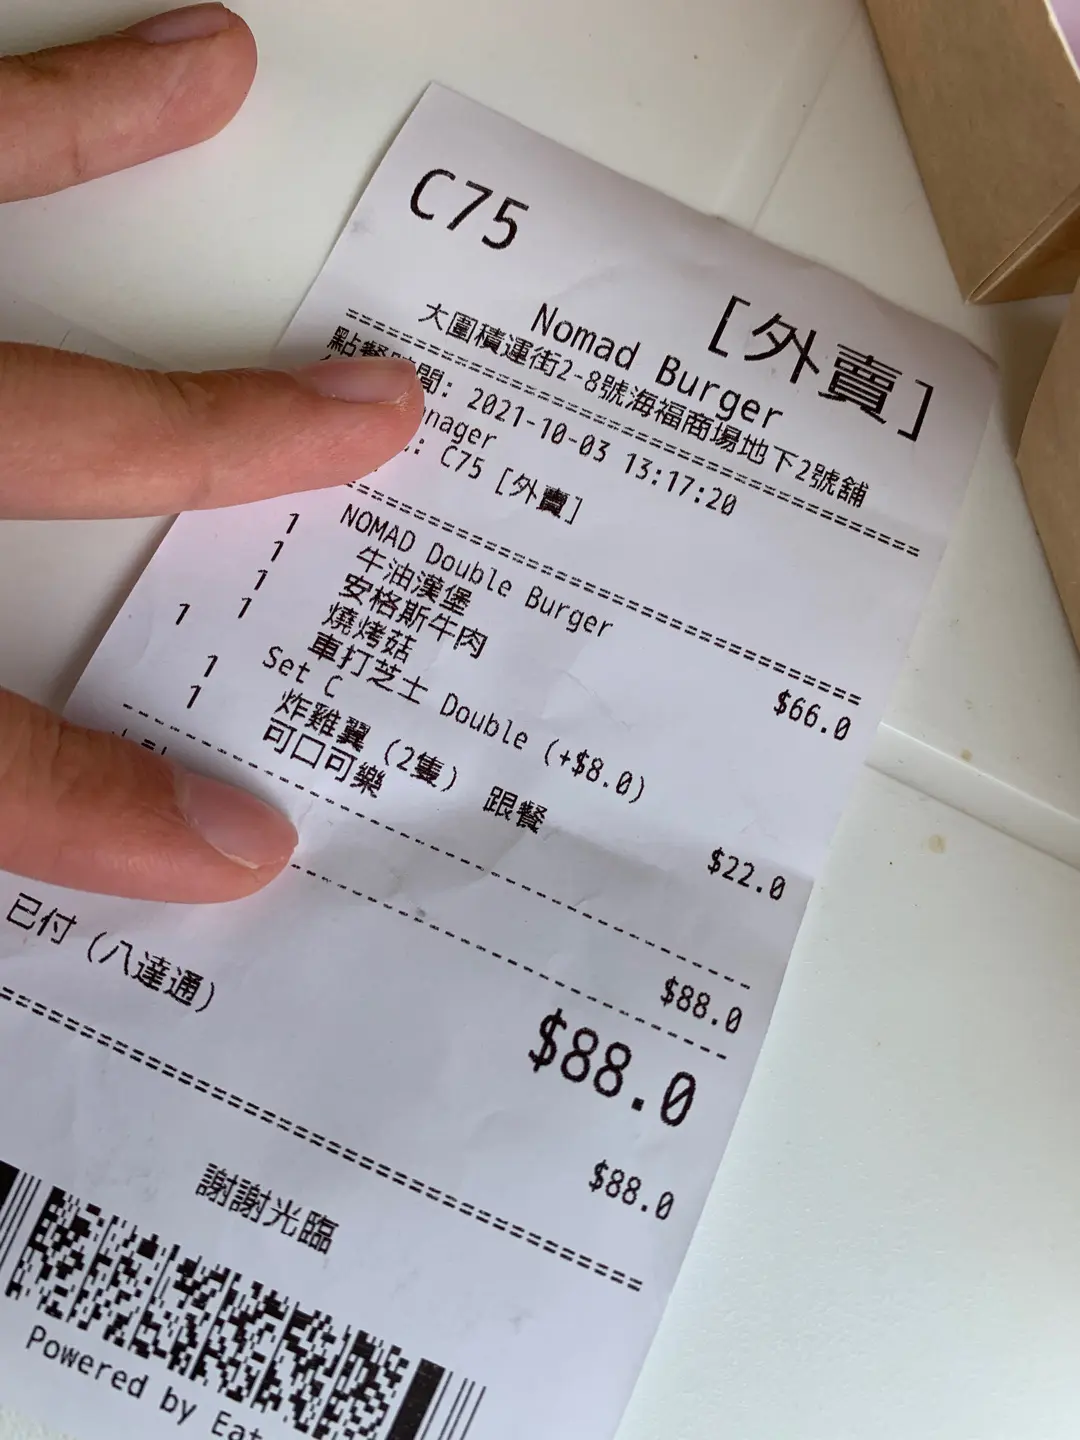 C75
[外賣]
Nomad Burger
大圍積運街2-8號海福商場地下2號舖
點餐時間: 2021-10-03 13:17:20
nager
: C75 [外賣]
1 NOMAD Double Burger $66.0
1 牛油漢堡
1 安格斯牛肉
1 燒烤菇
1 車打芝士 Double (+$8.0)
1 Set C $22.0
1 炸雞翼 (2隻) 跟餐
1 可口可樂
$88.0
$88.0
已付 (八達通) $88.0
謝謝光臨
Powered by Eat